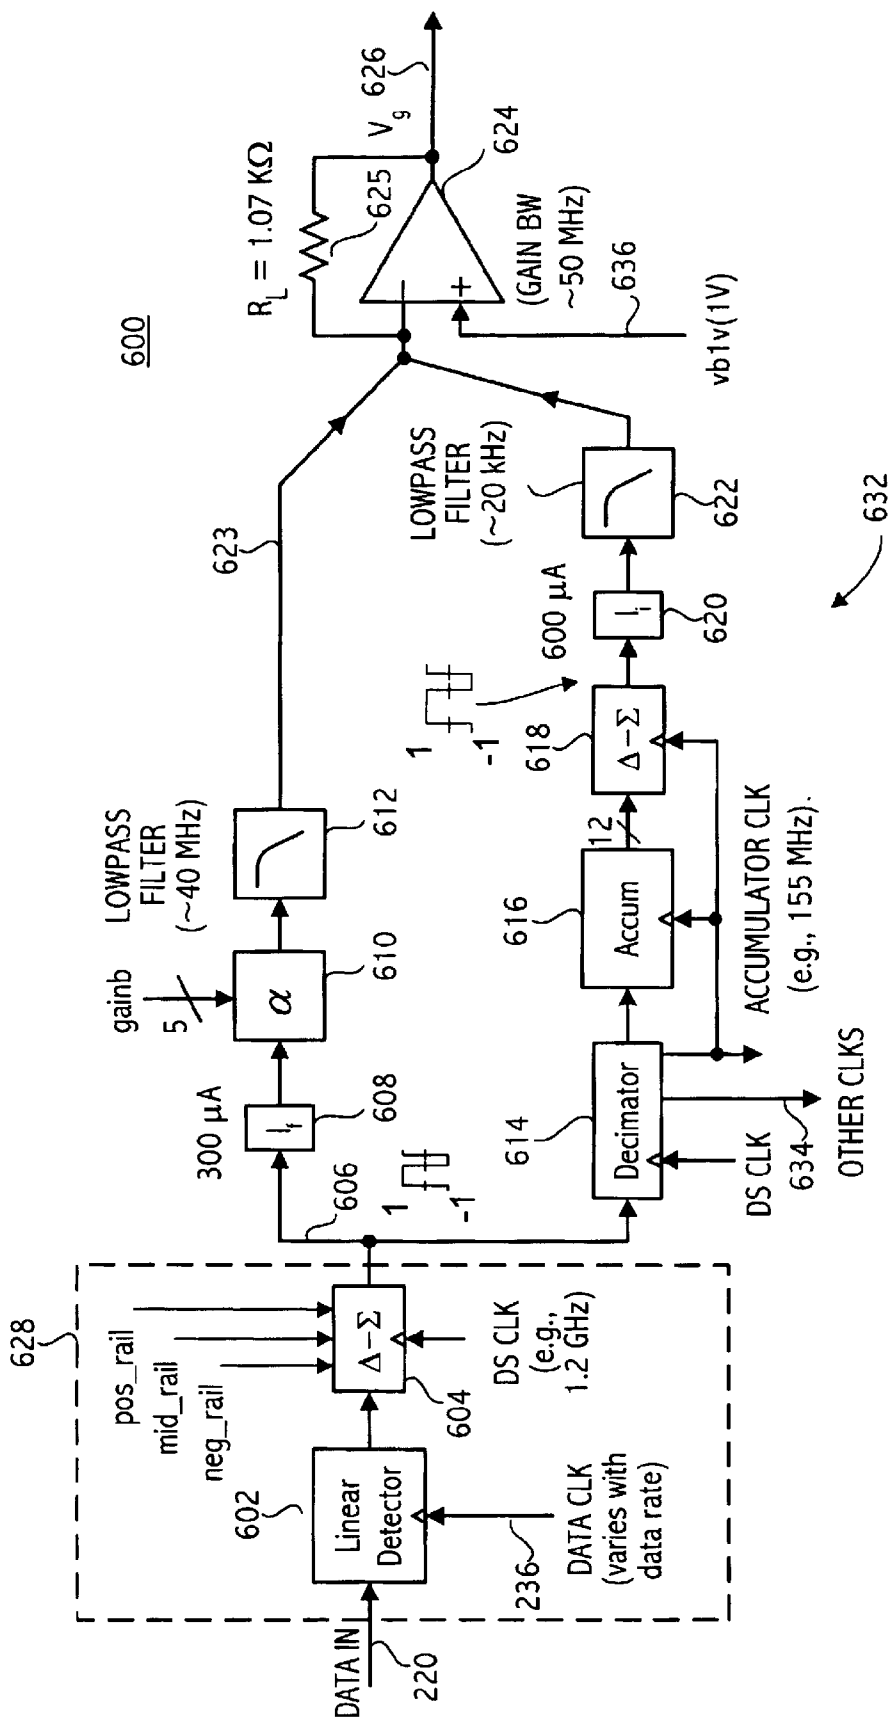 600
628
pos_rail
mid_rail
neg_rail
DATA IN
220
602
Linear
Detector
236
DATA CLK
(varies with
data rate)
Δ-Σ
604
DS CLK
(e.g.,
1.2 GHz)
606
1
-1
300 μA
I_f
608
gainb
5
α
610
LOWPASS
FILTER
(~40 MHz)
612
623
614
Decimator
DS CLK
634
OTHER CLKS
616
Accum
12
ACCUMULATOR CLK
(e.g., 155 MHz).
618
Δ-Σ
1
-1
600 μA
I_i
620
LOWPASS
FILTER
(~20 kHz)
622
632
R_L = 1.07 KΩ
625
−
+
V_g
626
624
(GAIN BW
~50 MHz)
636
vb1v(1V)